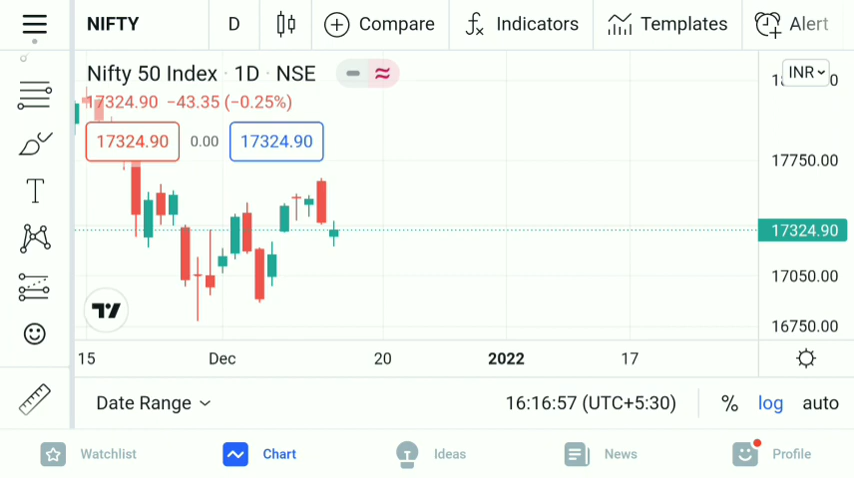 NIFTY D Compare Indicators Templates Alert
Nifty 50 Index · 1D · NSE
INR
17324.90 −43.35 (−0.25%)
17324.90 0.00 17324.90
17750.00
17324.90
17050.00
16750.00
15 Dec 20 2022 17
Date Range 16:16:57 (UTC+5:30) % log auto
Watchlist Chart Ideas News Profile